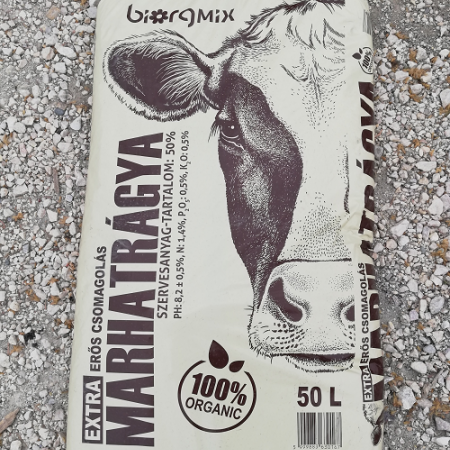 biorgmix
EXTRA ERŐS CSOMAGOLÁS
MARHATRÁGYA
SZERVESANYAG-TARTALOM: 50%
PH: 8,2 ± 0,5%, N: 1,4%, P₂O₅: 0,5%, K₂O: 0,5%
100%
ORGANIC
50 L
EXTRA ERŐS CSOMAGOLÁS
MARHATRÁGYA
100%